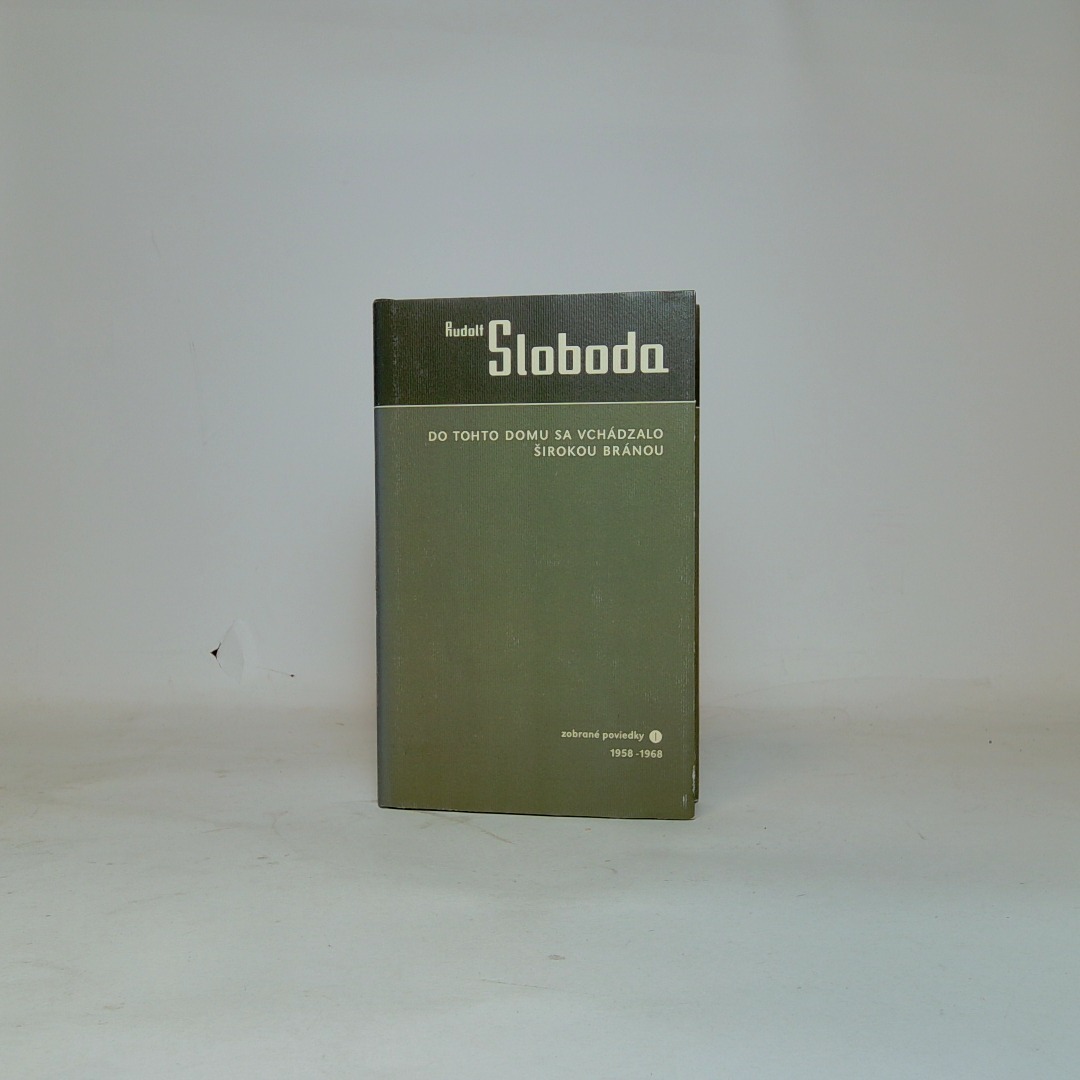 Rudolf
Sloboda
DO TOHTO DOMU SA VCHÁDZALO
ŠIROKOU BRÁNOU
zobrané poviedky I
1958 -1968